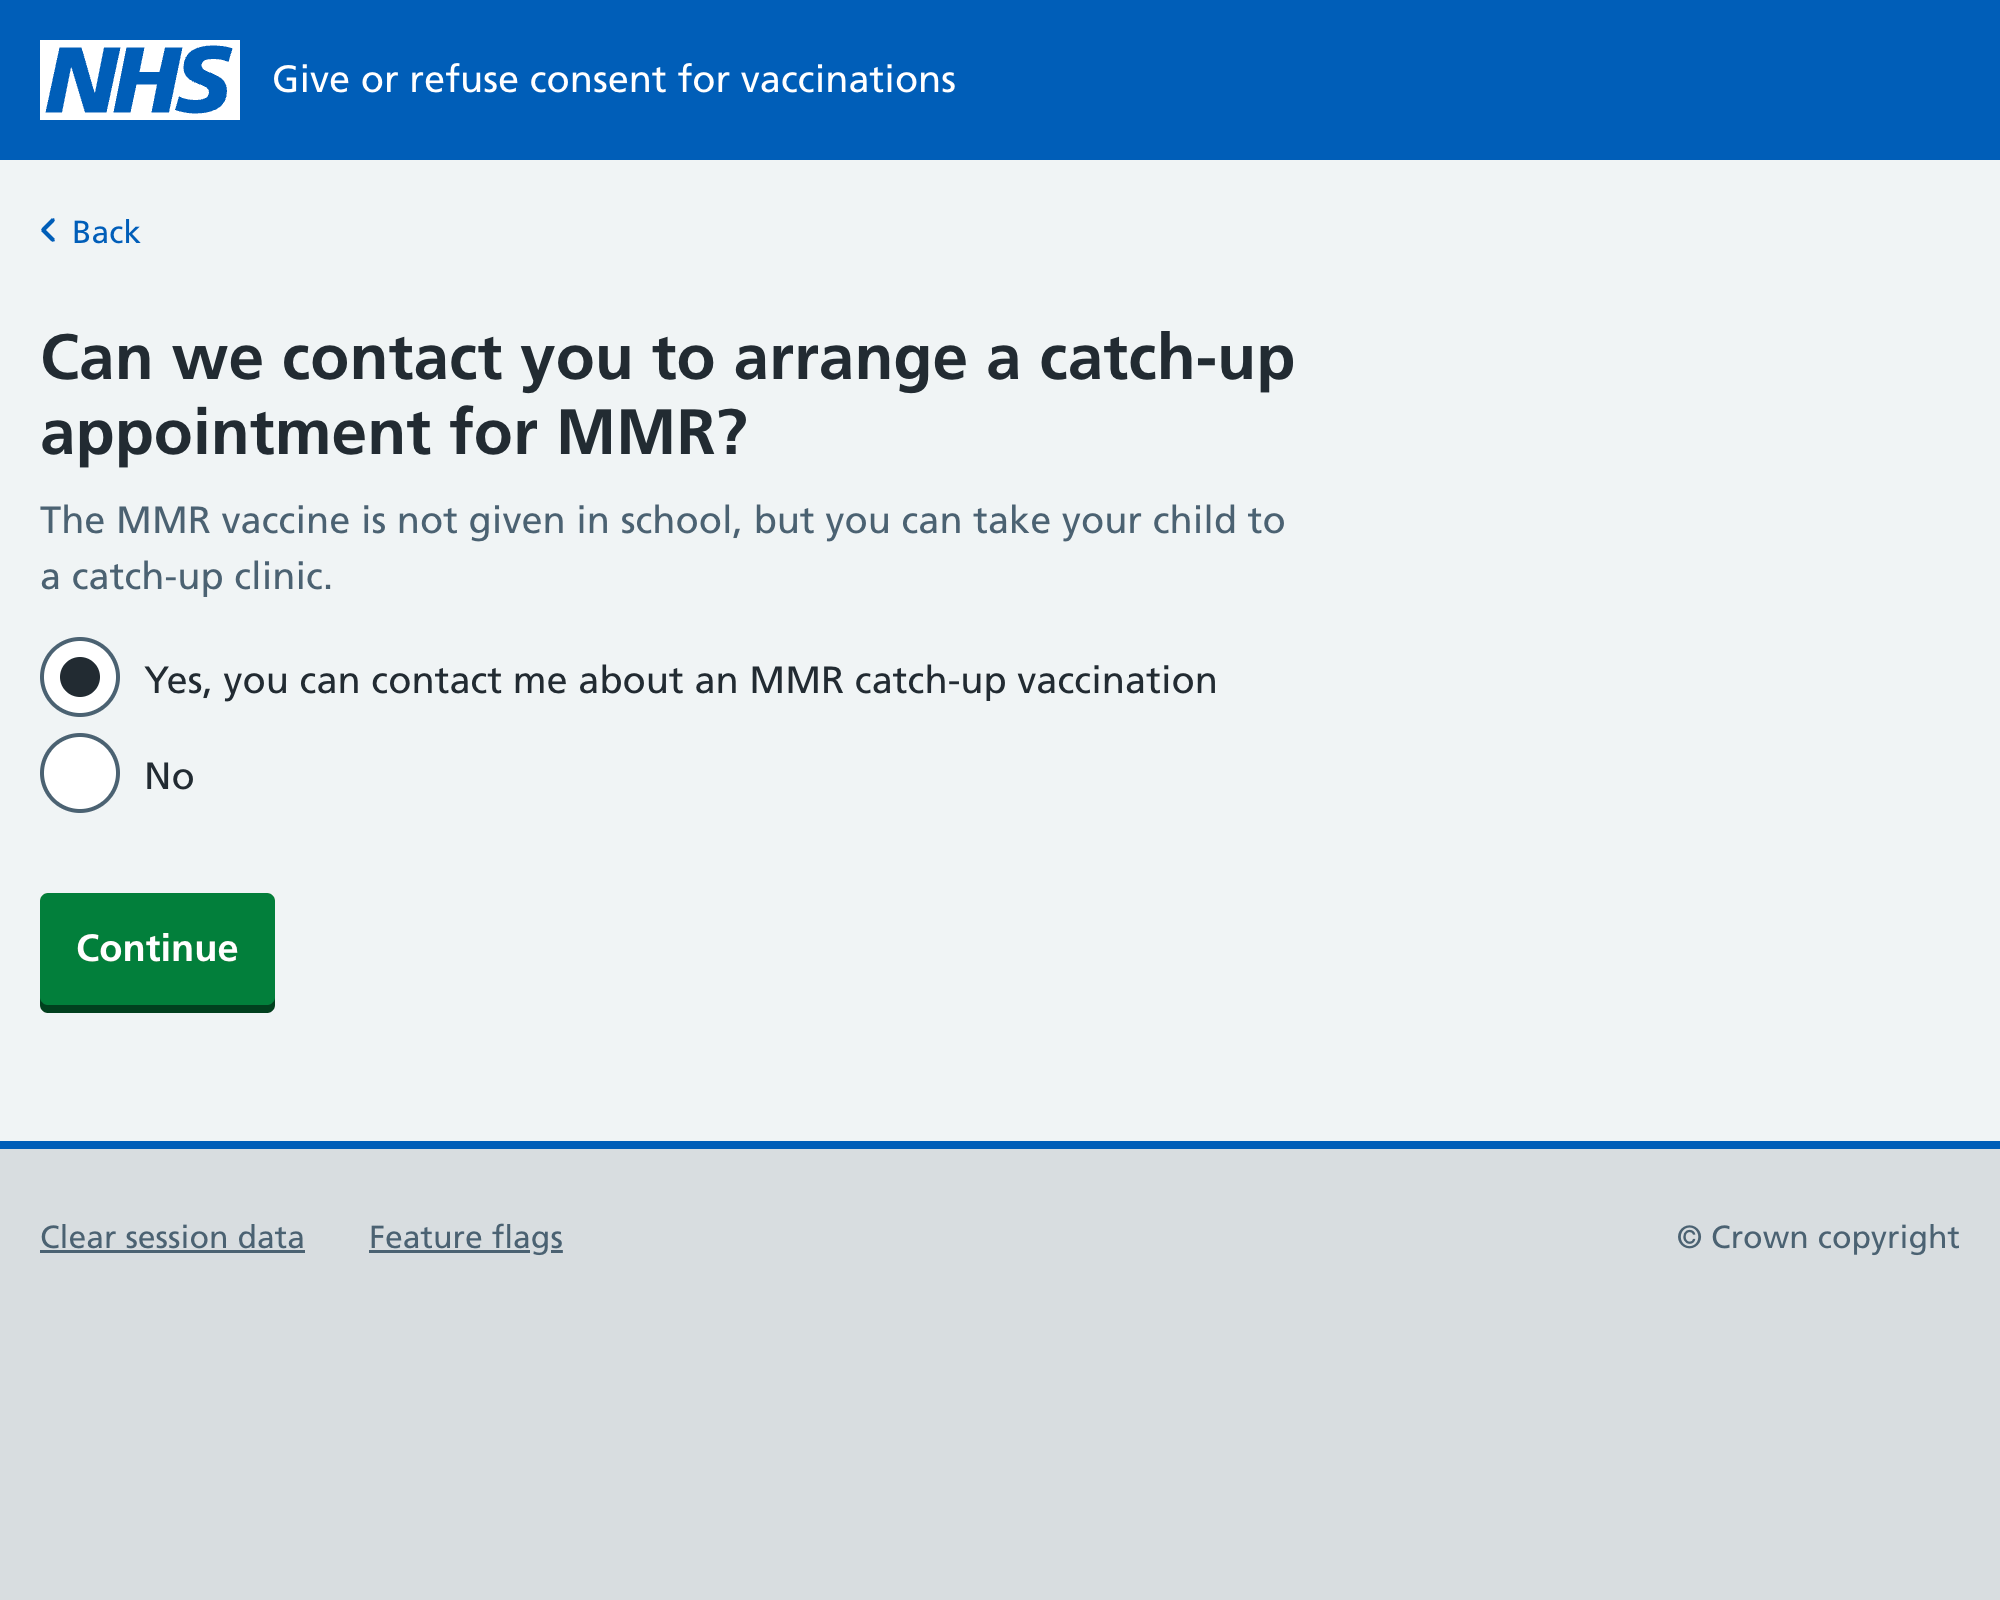 NHS
Give or refuse consent for vaccinations
Back
Can we contact you to arrange a catch-up
appointment for MMR?
The MMR vaccine is not given in school, but you can take your child to
a catch-up clinic.
Yes, you can contact me about an MMR catch-up vaccination
No
Continue
Clear session data
Feature flags
© Crown copyright